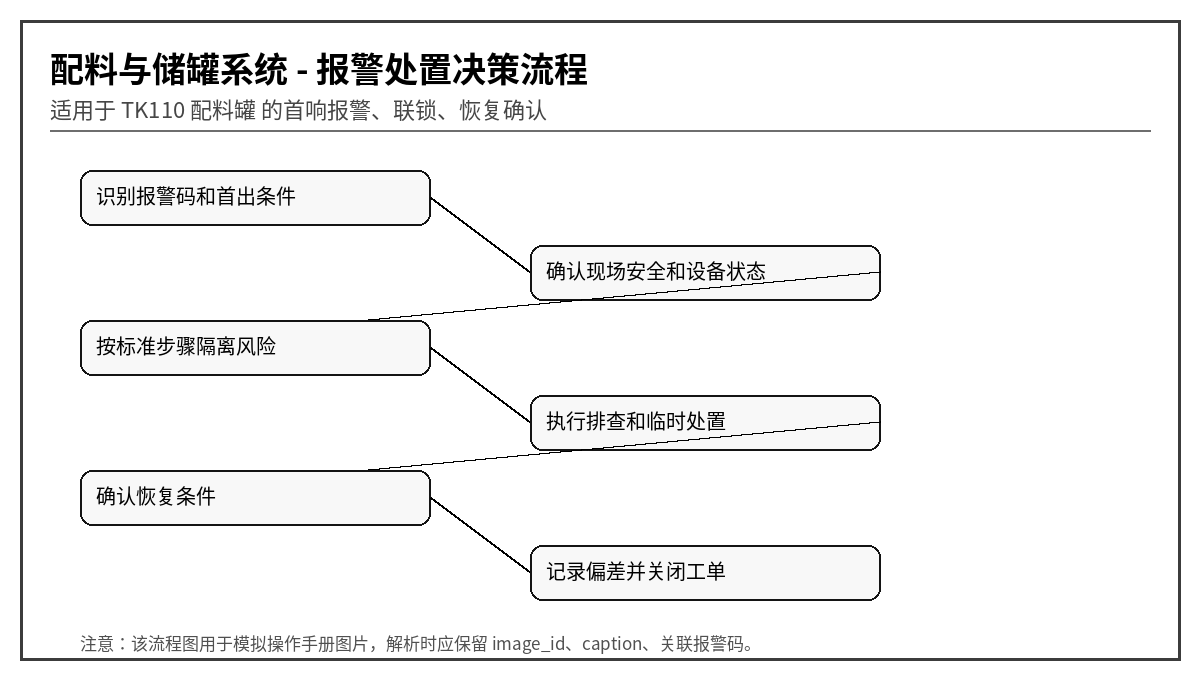 配料与储罐系统 - 报警处置决策流程
适用于 TK110 配料罐 的首响报警、联锁、恢复确认
识别报警码和首出条件
确认现场安全和设备状态
按标准步骤隔离风险
执行排查和临时处置
确认恢复条件
记录偏差并关闭工单
注意：该流程图用于模拟操作手册图片，解析时应保留 image_id、caption、关联报警码。